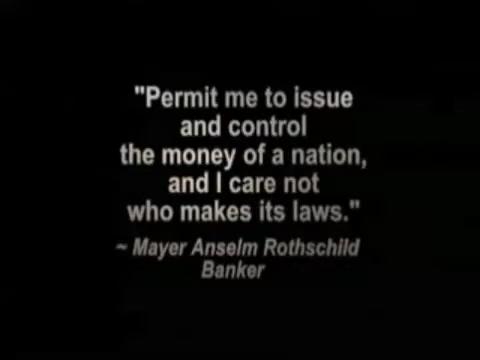 "Permit me to issue
and control
the money of a nation,
and I care not
who makes its laws."
~ Mayer Anselm Rothschild
Banker